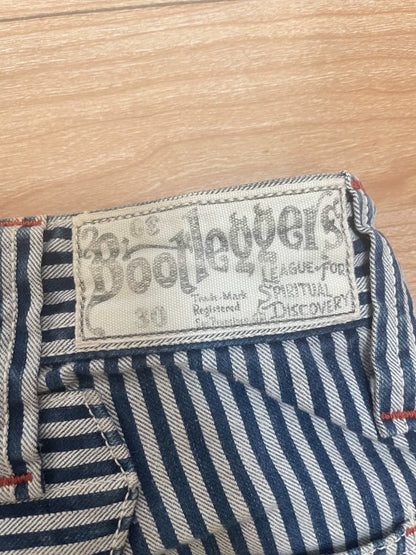 Bootleggers
LEAGUE·FOR
SPIRITUAL
DISCOVERY
30
Trade-Mark
Registered